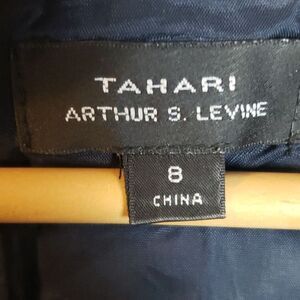 TAHARI
ARTHUR S. LEVINE
8
CHINA